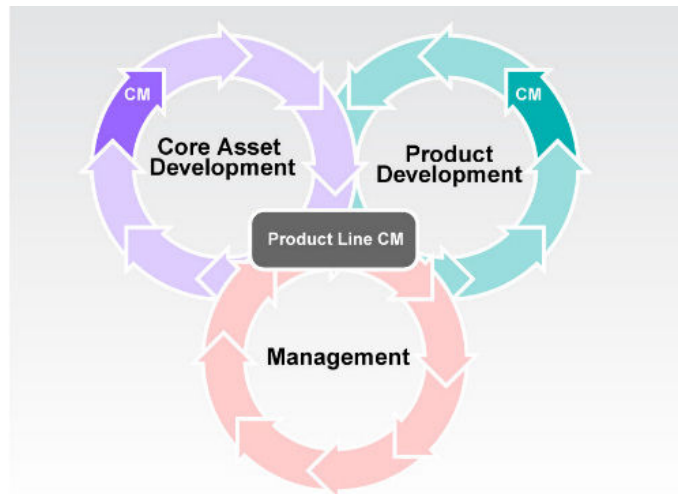 CM
CM
Core Asset
Development
Product
Development
Product Line CM
Management